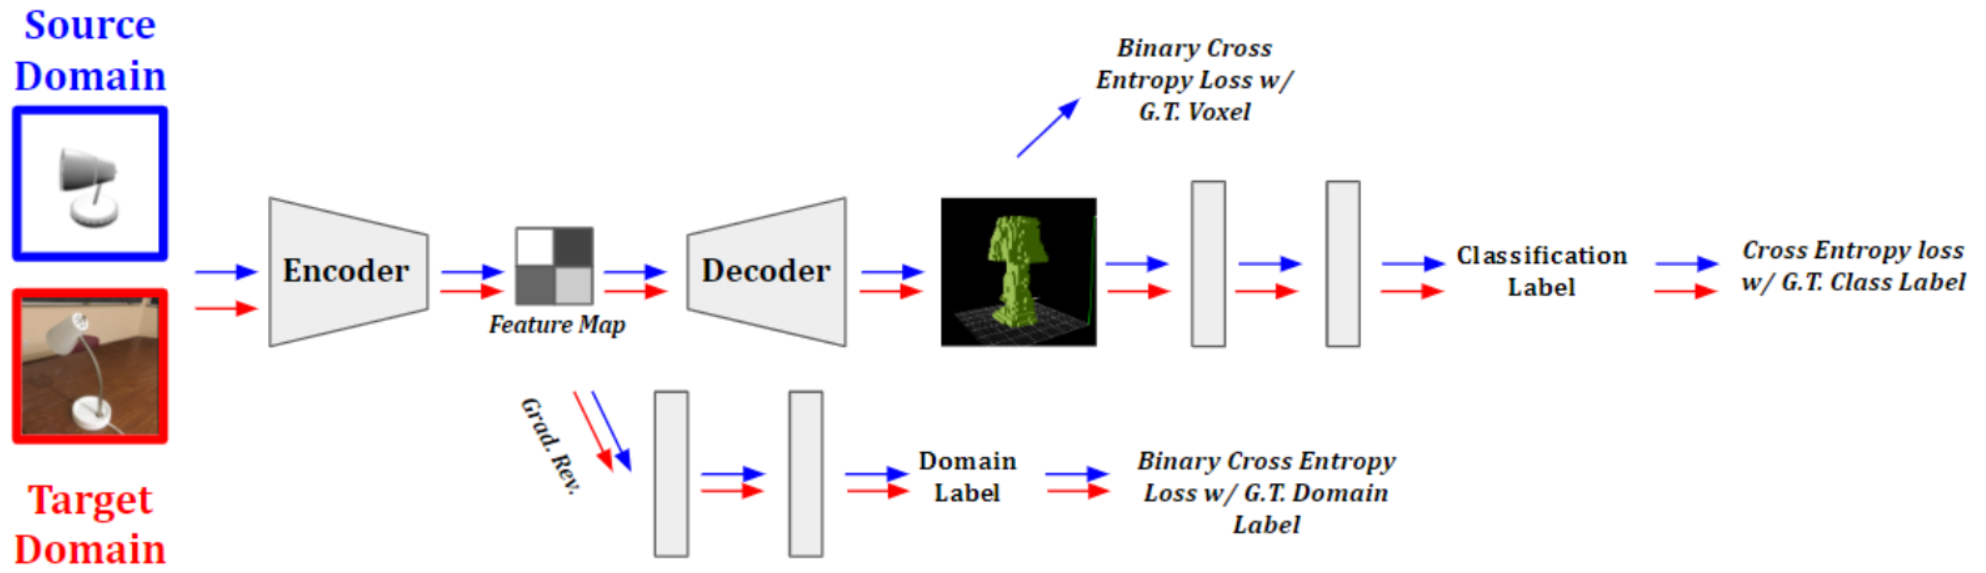 Source
Domain
Binary Cross
Entropy Loss w/
G.T. Voxel
Encoder
Feature Map
Decoder
Classification
Label
Cross Entropy loss
w/ G.T. Class Label
Grad. Rev.
Domain
Label
Binary Cross Entropy
Loss w/ G.T. Domain
Label
Target
Domain